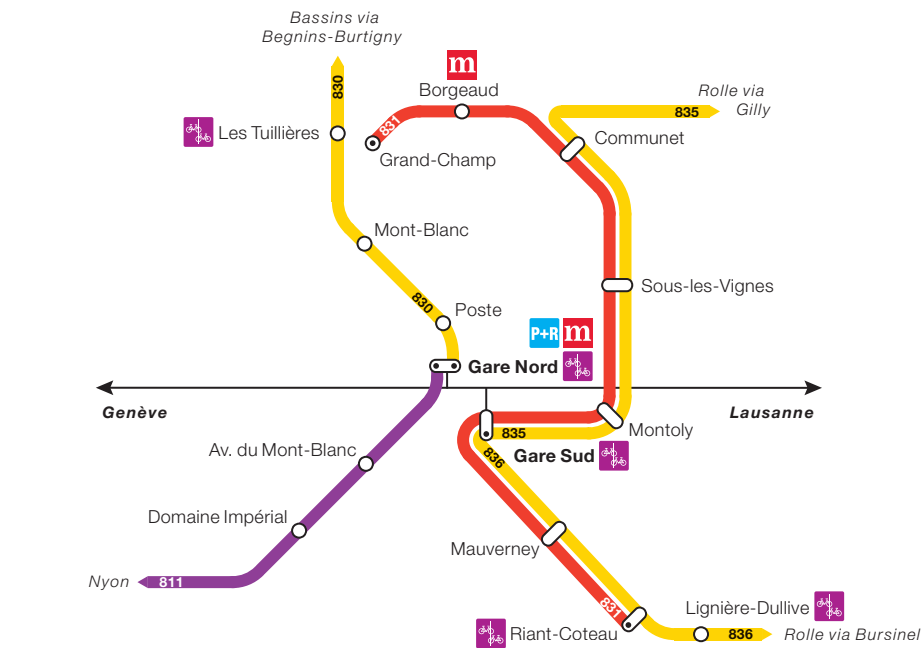 Bassins via
Begnins-Burtigny
830
m
Borgeaud
Rolle via
Gilly
835
831
Les Tuillières
Communet
Grand-Champ
Mont-Blanc
Sous-les-Vignes
830
Poste
P+R m
Gare Nord
Genève
Lausanne
Montoly
835
Gare Sud
836
Av. du Mont-Blanc
Domaine Impérial
Mauverney
Nyon
811
831
Riant-Coteau
Lignière-Dullive
836
Rolle via Bursinel